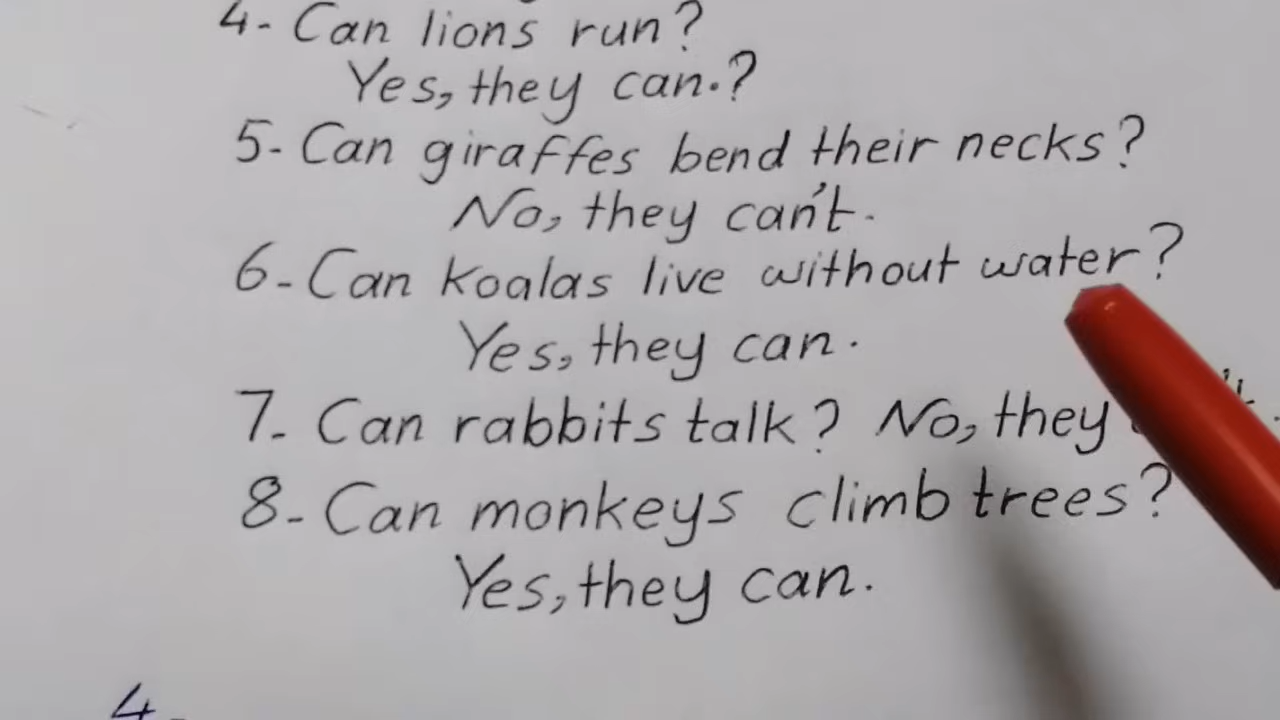 4- Can lions run?
Yes, they can.?
5- Can giraffes bend their necks?
No, they can't.
6- Can koalas live without water?
Yes, they can.
7- Can rabbits talk? No, they
8- Can monkeys climb trees?
Yes, they can.
4-